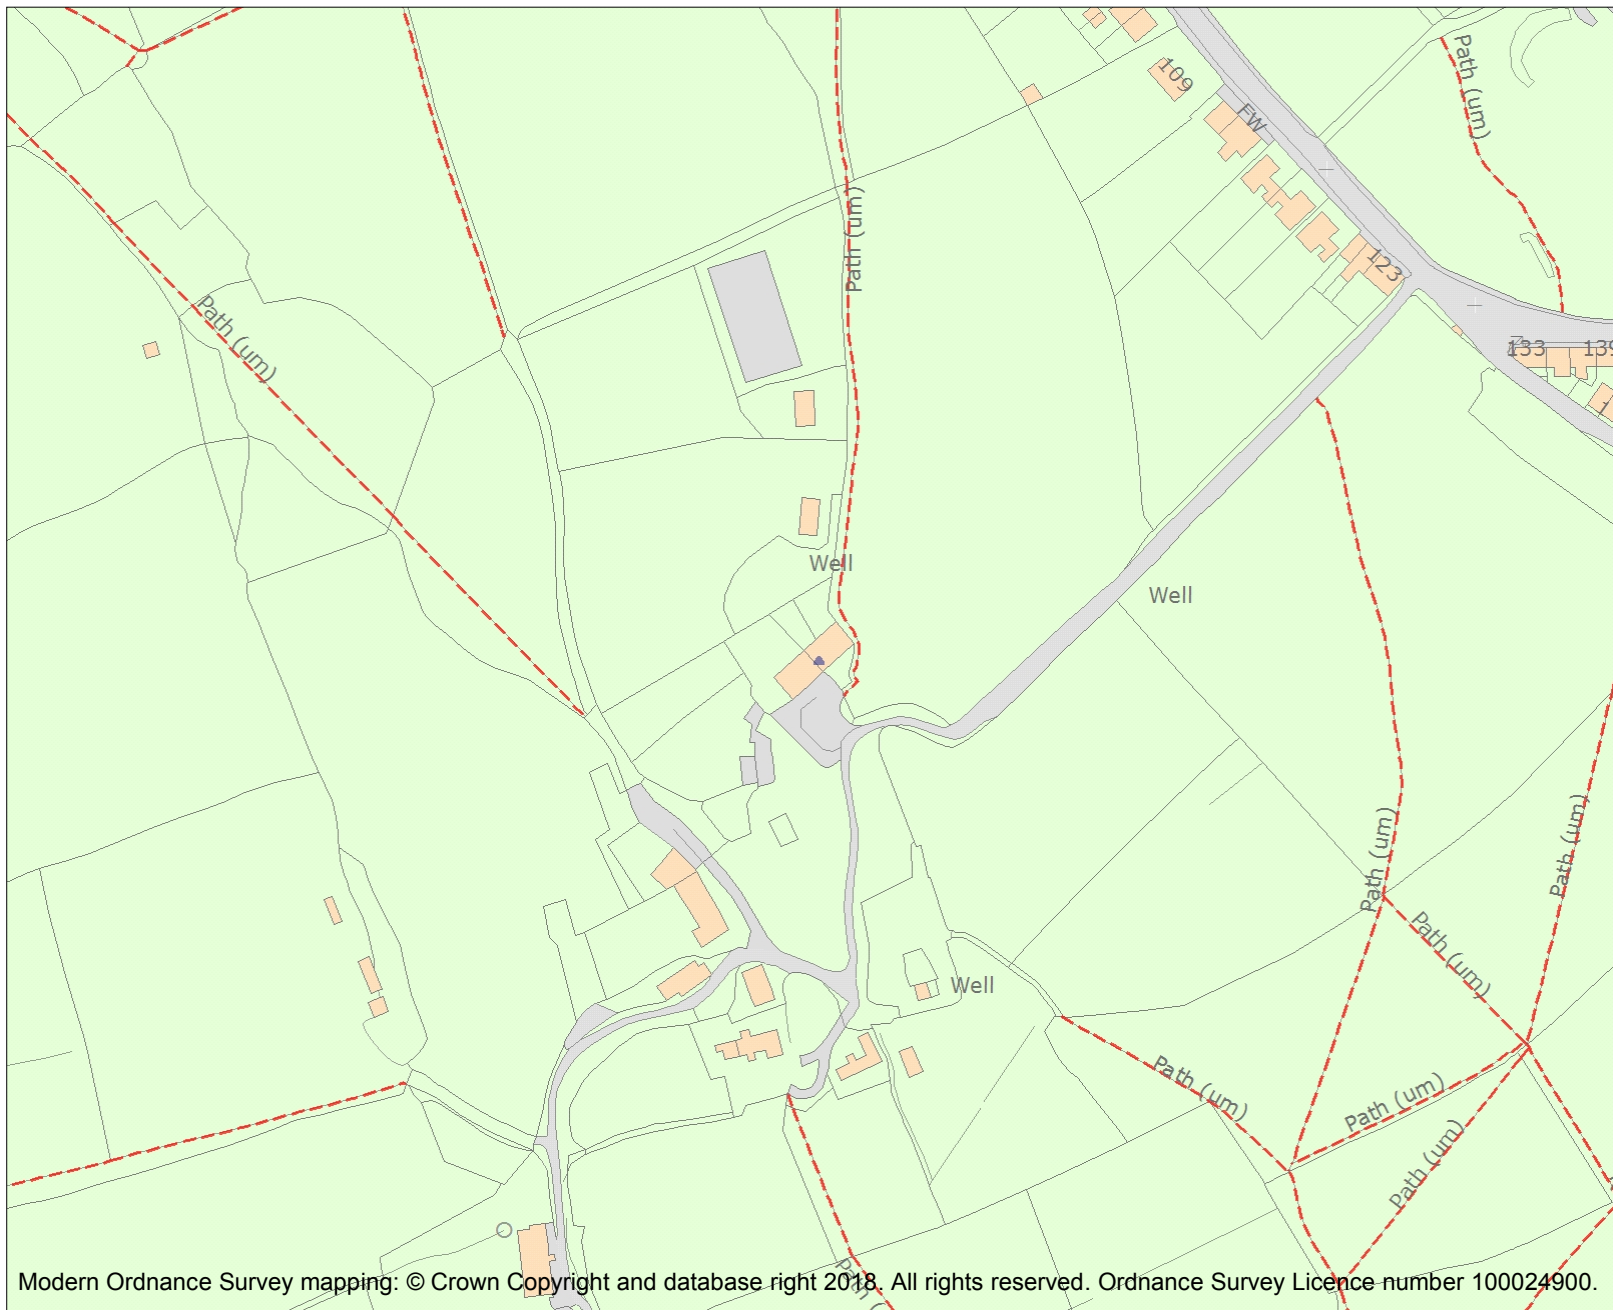 Path (um)
109
FW
Path (um)
123
Path (um)
133
139
Well
Well
Path (um)
Path (um)
Path (um)
Well
Path (um)
Path (um)
Path (um)
Path (
Modern Ordnance Survey mapping: © Crown Copyright and database right 2018. All rights reserved. Ordnance Survey Licence number 100024900.